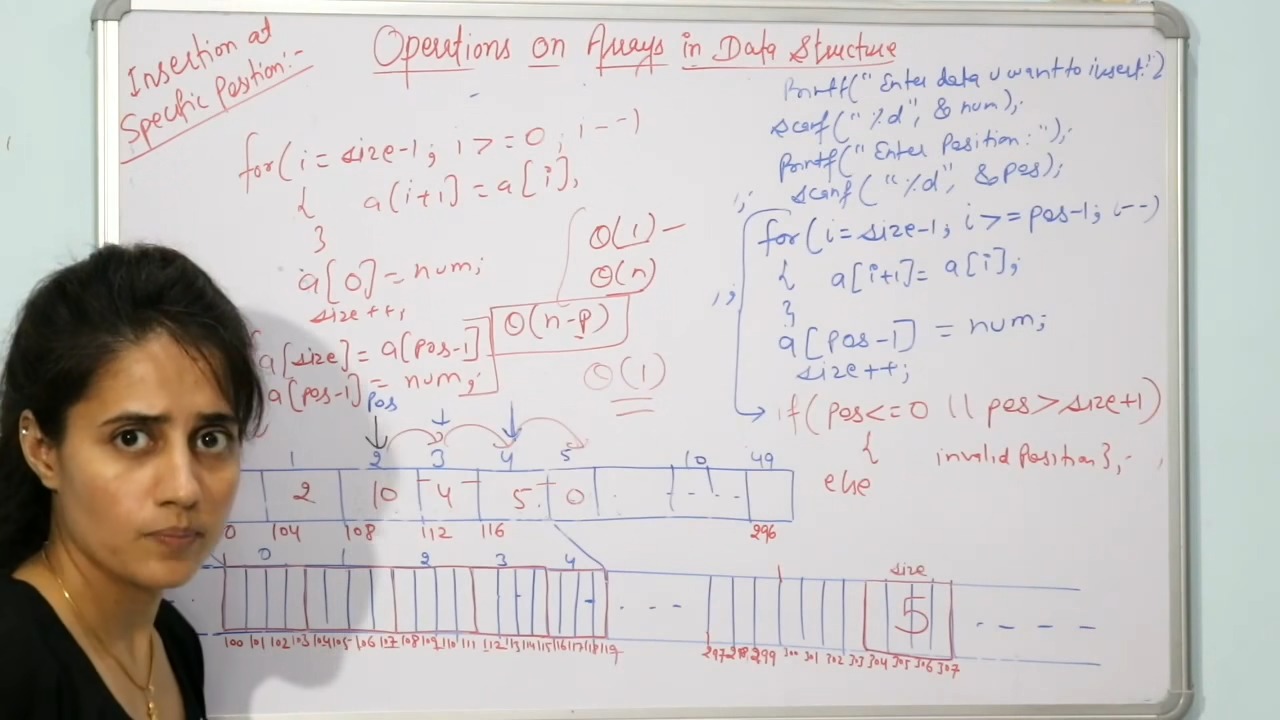 Insertion at
Specific Position:-
Operations on Arrays in Data Structure
for(i = size-1; i >= 0; i--)
{ a(i+1] = a[i],
}
a[0] = num;
size++;
a[size] = a[pos-1]
a[pos-1] = num;
O(1)-
O(n)
O(n-p)
O(1)
Printf("Enter data u want to insert:")
scanf("%d", & num);
Printf("Enter Position:");
scanf("%d", &pos);
for(i = size-1; i >= pos-1; i--)
{ a[i+1] = a[i];
}
a[pos-1] = num;
size++;
if( pos<=0 || pos > size+1)
{ invalid Position },
else
pos
1 2 3 4 5 10 49
2 10 4 5 0
0 104 108 112 116 296
0 1 2 3 4
size
5
100 101 102 103 104 105 106 107 108 109 110 111 112 113 114 115 116 117 118 119
297 298 299 300 301 302 303 304 305 306 307